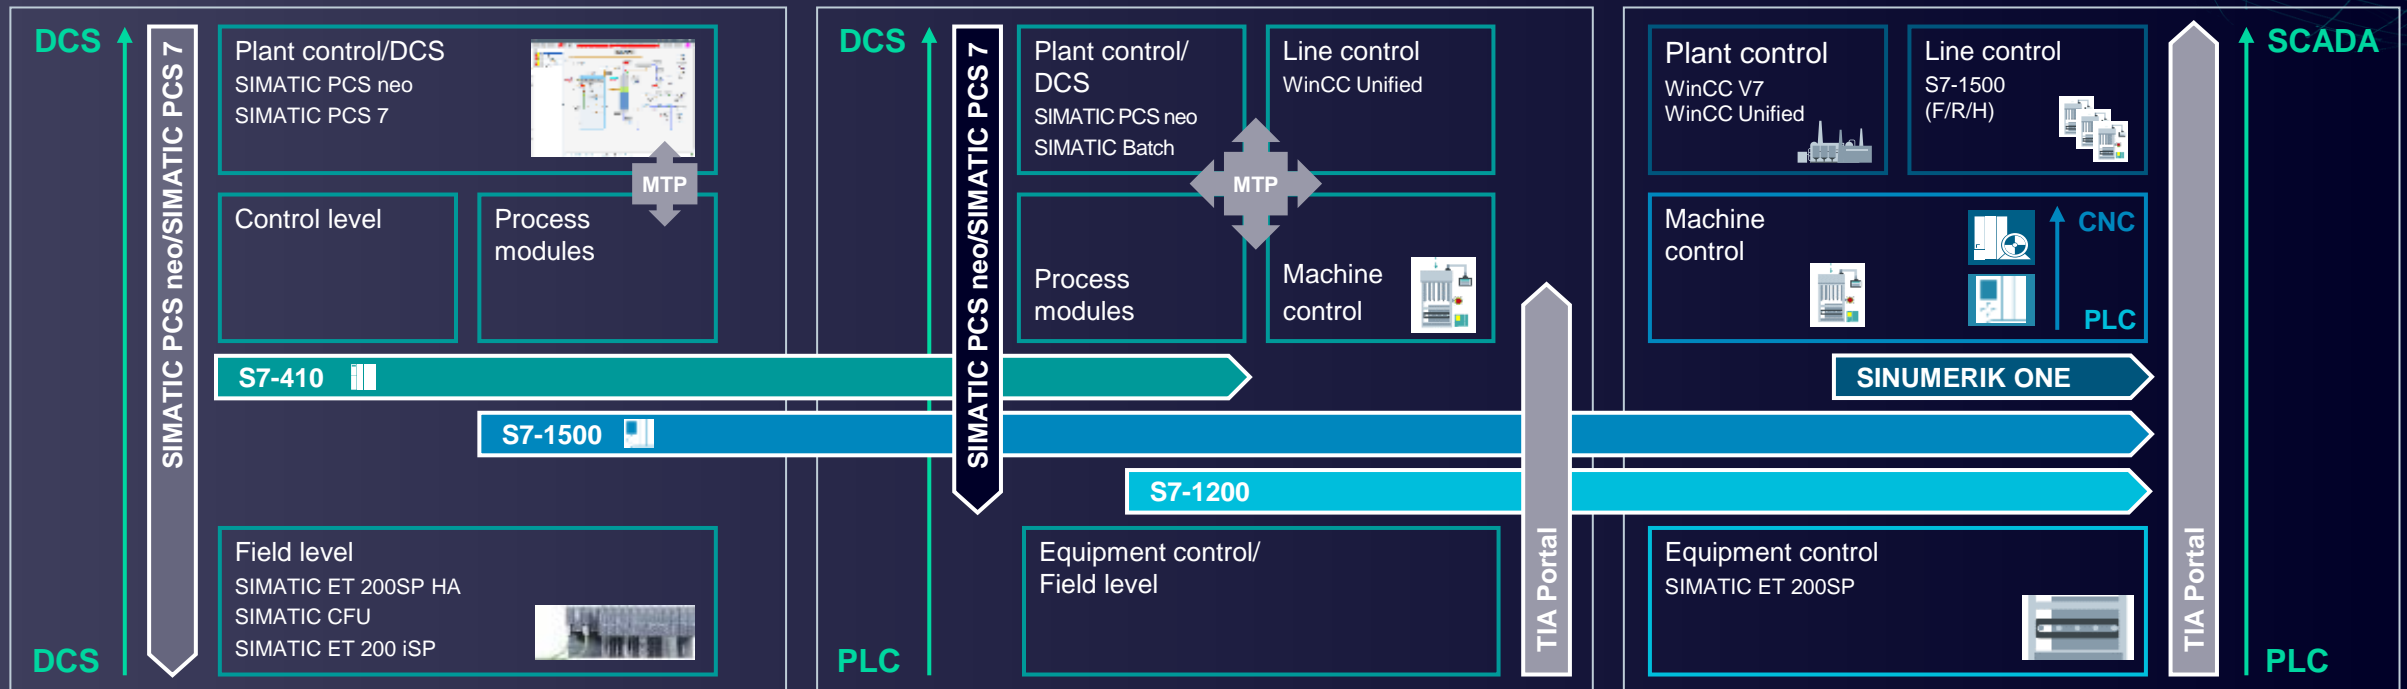 DCS
SIMATIC PCS neo/SIMATIC PCS 7
Plant control/DCS
SIMATIC PCS neo
SIMATIC PCS 7
MTP
Control level
Process
modules
S7-410
S7-1500
Field level
SIMATIC ET 200SP HA
SIMATIC CFU
SIMATIC ET 200 iSP
DCS
DCS
SIMATIC PCS neo/SIMATIC PCS 7
Plant control/
DCS
SIMATIC PCS neo
SIMATIC Batch
Line control
WinCC Unified
MTP
Process
modules
Machine
control
S7-1200
Equipment control/
Field level
PLC
TIA Portal
Plant control
WinCC V7
WinCC Unified
Line control
S7-1500
(F/R/H)
Machine
control
CNC
PLC
SINUMERIK ONE
Equipment control
SIMATIC ET 200SP
TIA Portal
SCADA
PLC